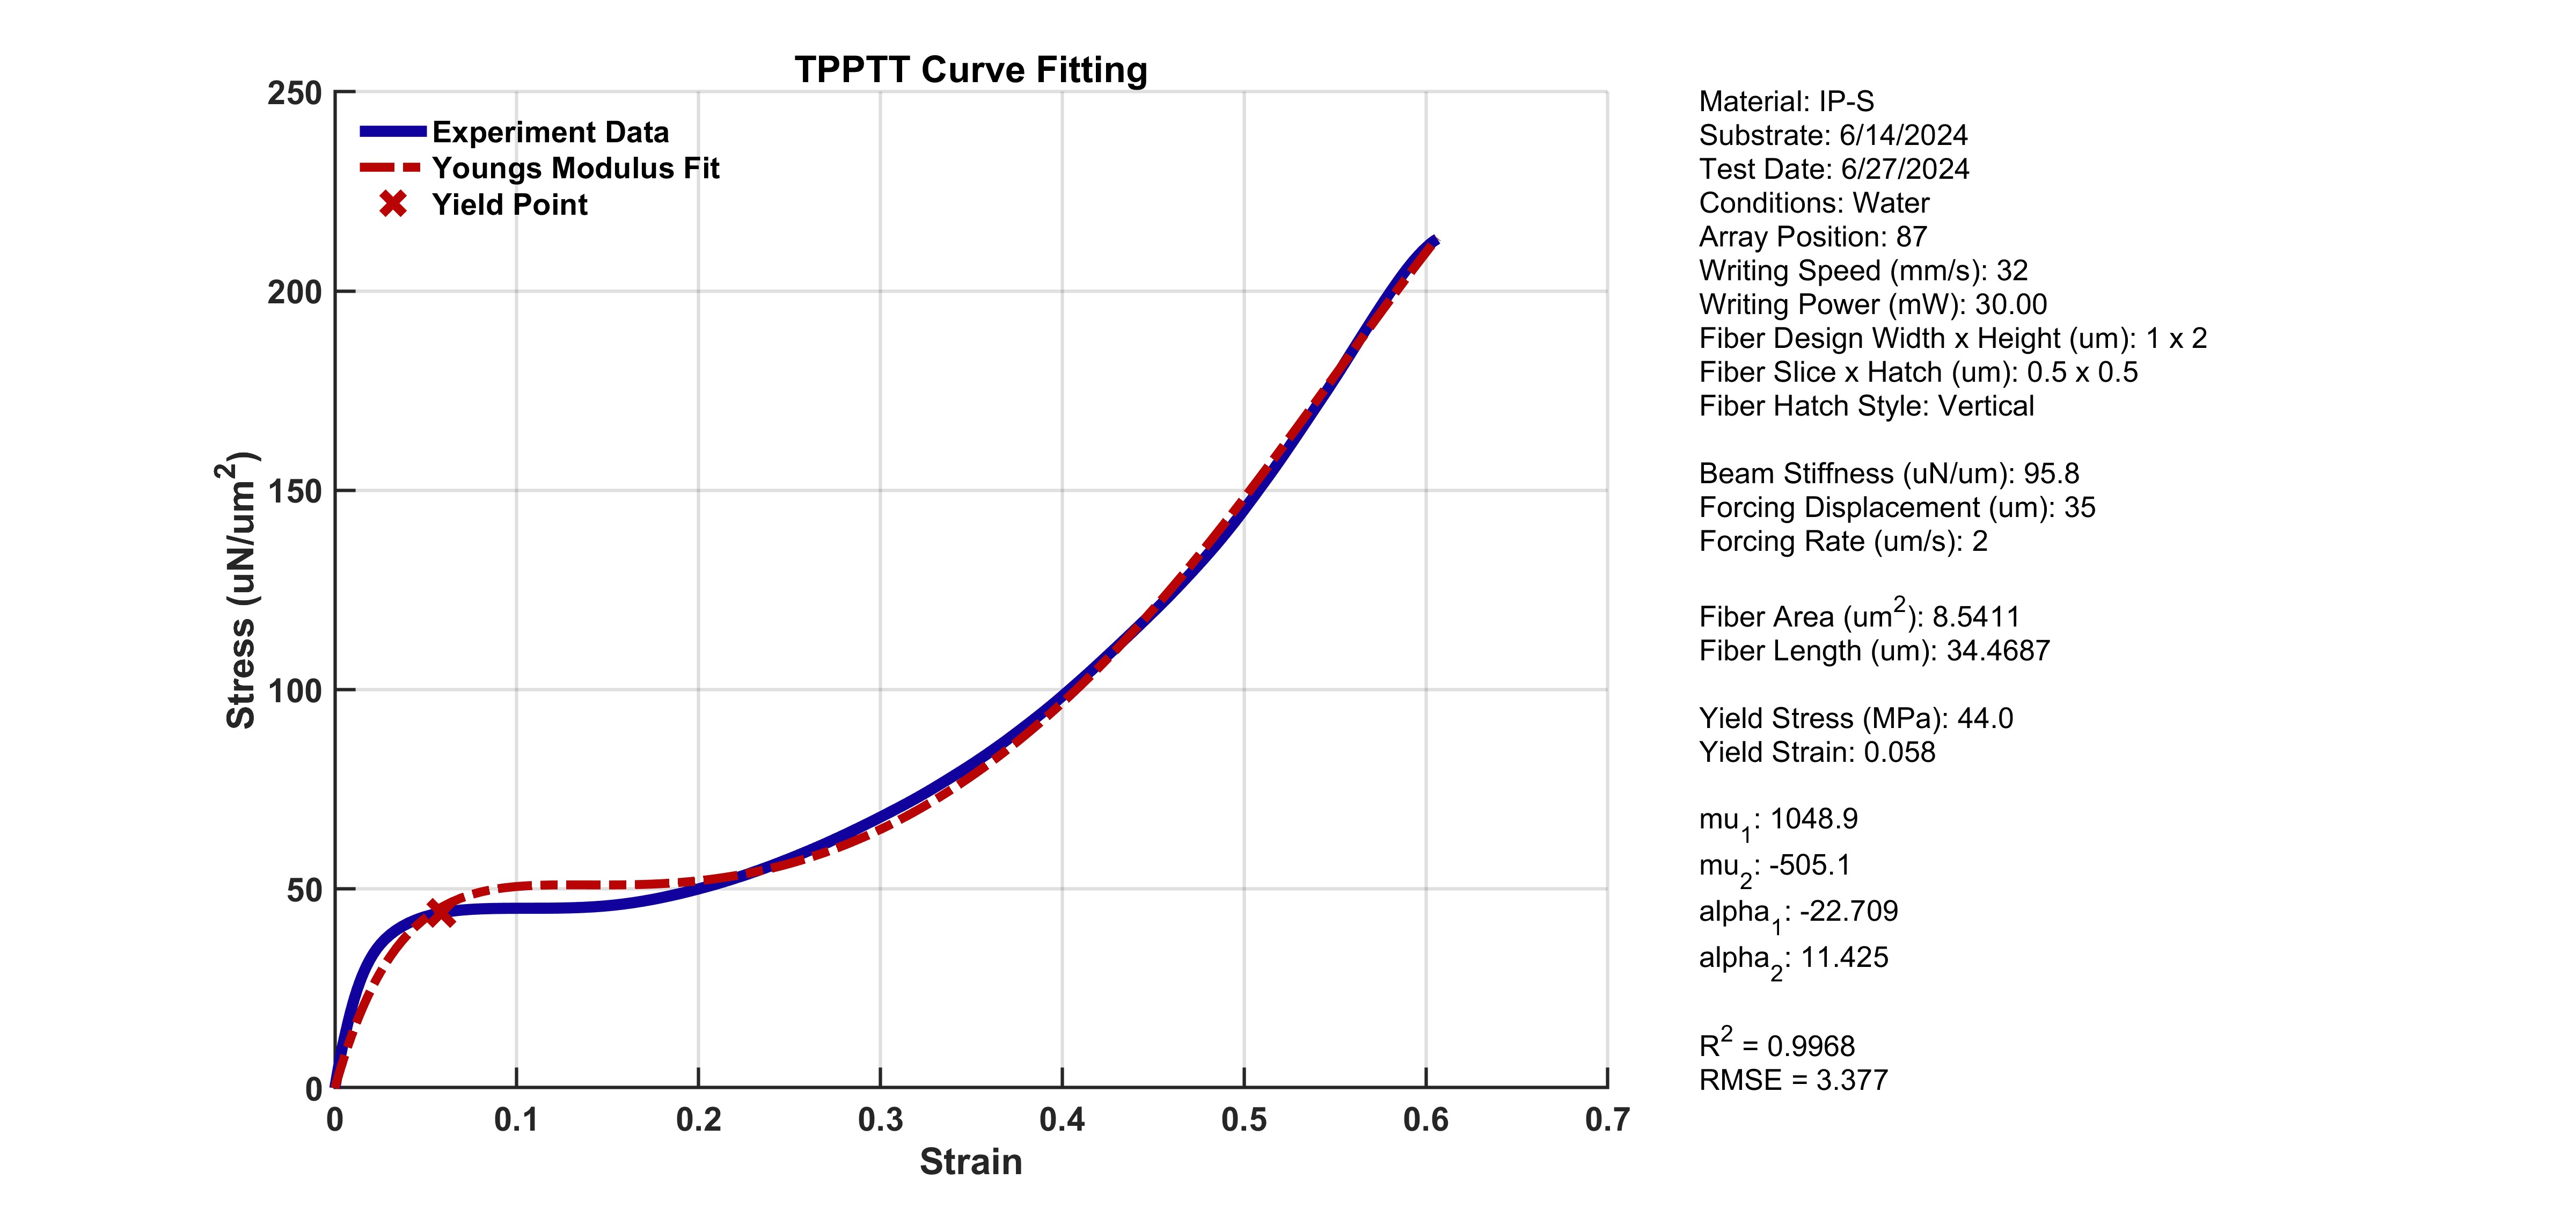 TPPTT Curve Fitting
250
200
150
100
50
0
Stress (uN/um²)
Experiment Data
Youngs Modulus Fit
Yield Point
0 0.1 0.2 0.3 0.4 0.5 0.6 0.7
Strain
Material: IP-S
Substrate: 6/14/2024
Test Date: 6/27/2024
Conditions: Water
Array Position: 87
Writing Speed (mm/s): 32
Writing Power (mW): 30.00
Fiber Design Width x Height (um): 1 x 2
Fiber Slice x Hatch (um): 0.5 x 0.5
Fiber Hatch Style: Vertical
Beam Stiffness (uN/um): 95.8
Forcing Displacement (um): 35
Forcing Rate (um/s): 2
Fiber Area (um²): 8.5411
Fiber Length (um): 34.4687
Yield Stress (MPa): 44.0
Yield Strain: 0.058
mu₁: 1048.9
mu₂: -505.1
alpha₁: -22.709
alpha₂: 11.425
R² = 0.9968
RMSE = 3.377